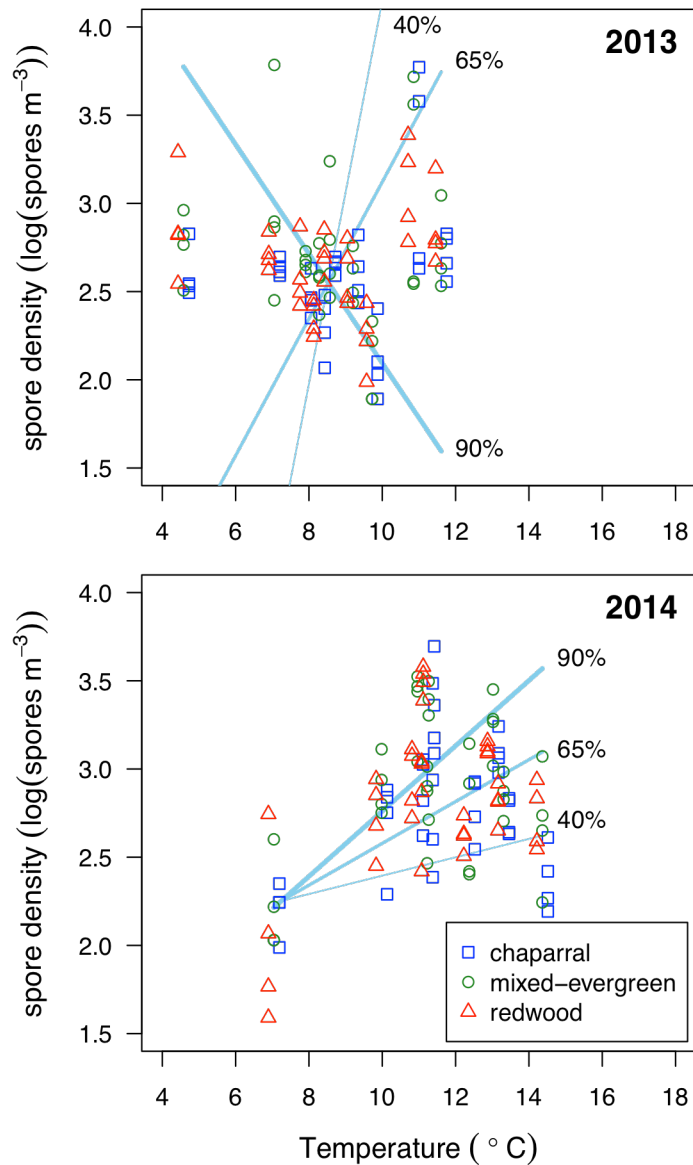 4.0
3.5
3.0
2.5
2.0
1.5
spore density (log(spores m⁻³))
2013
40%
65%
90%
4 6 8 10 12 14 16 18
4.0
3.5
3.0
2.5
2.0
1.5
spore density (log(spores m⁻³))
2014
90%
65%
40%
chaparral
mixed−evergreen
redwood
4 6 8 10 12 14 16 18
Temperature (° C)